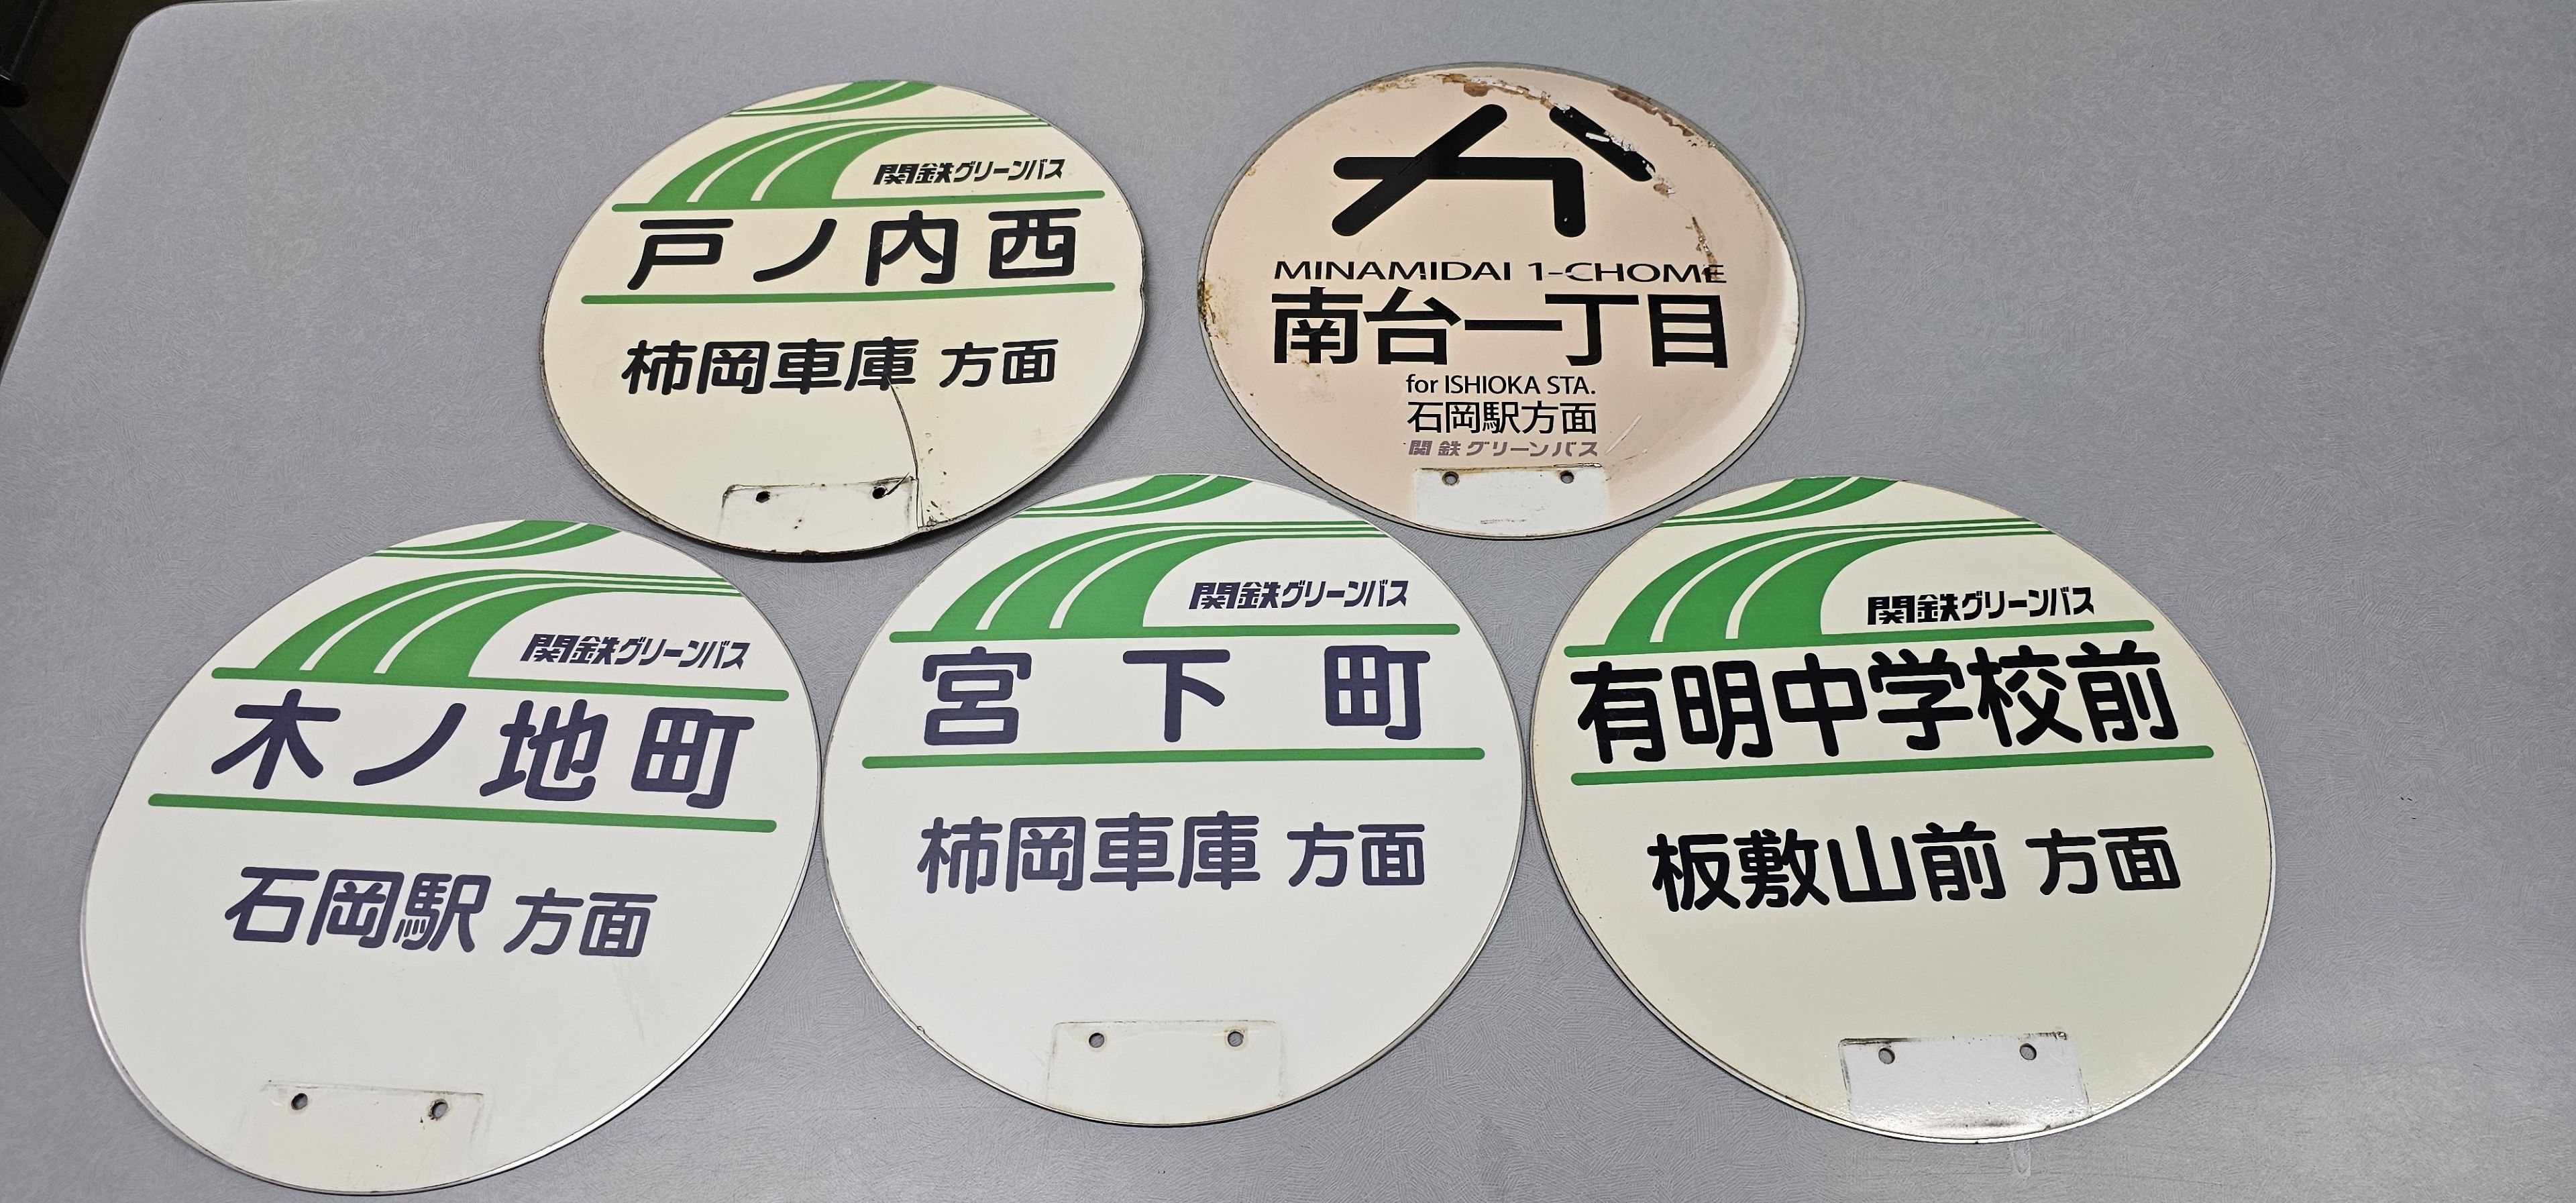 関鉄グリーンバス
戸ノ内西
柿岡車庫 方面
MINAMIDAI 1-CHOME
南台一丁目
for ISHIOKA STA.
石岡駅方面
関鉄グリーンバス
関鉄グリーンバス
木ノ地町
石岡駅 方面
関鉄グリーンバス
宮下町
柿岡車庫 方面
関鉄グリーンバス
有明中学校前
板敷山前 方面